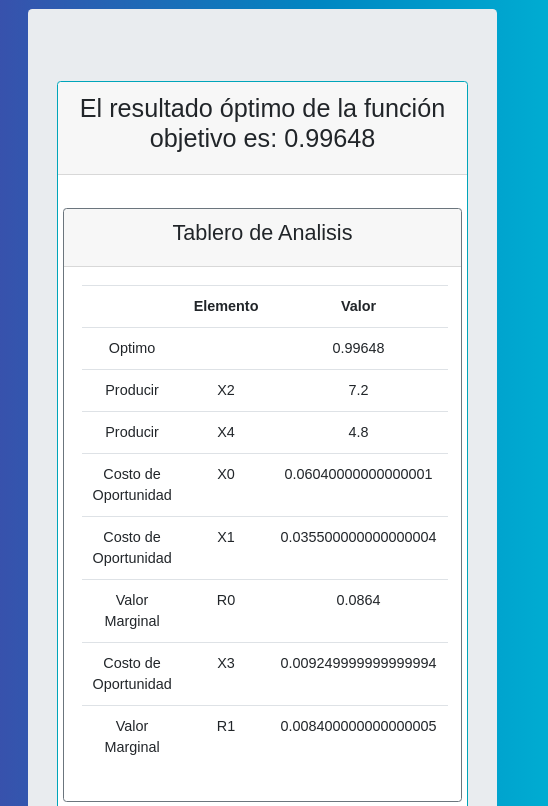 El resultado óptimo de la función
objetivo es: 0.99648
Tablero de Analisis
Elemento Valor
Optimo 0.99648
Producir X2 7.2
Producir X4 4.8
Costo de Oportunidad X0 0.06040000000000001
Costo de Oportunidad X1 0.035500000000000004
Valor Marginal R0 0.0864
Costo de Oportunidad X3 0.009249999999999994
Valor Marginal R1 0.008400000000000005